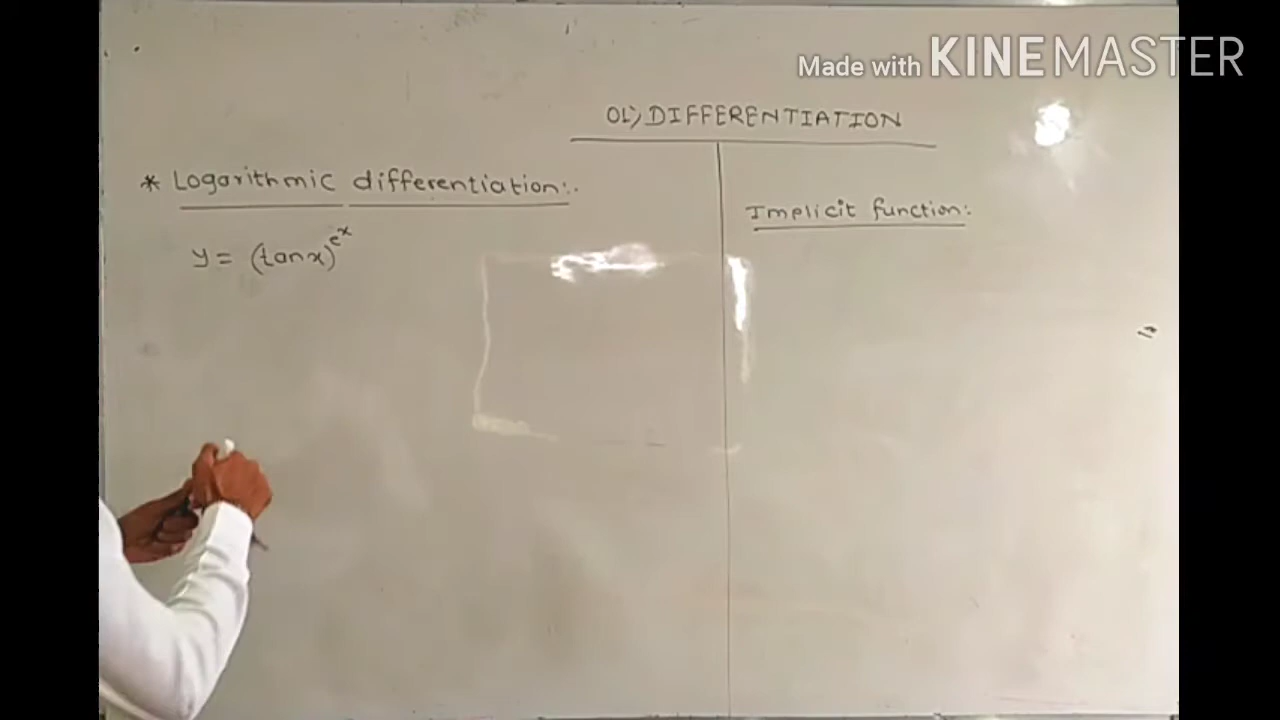 Made with KINEMASTER
01) DIFFERENTIATION
* Logarithmic differentiation:.
y = (tanx)^e^x
Implicit function: